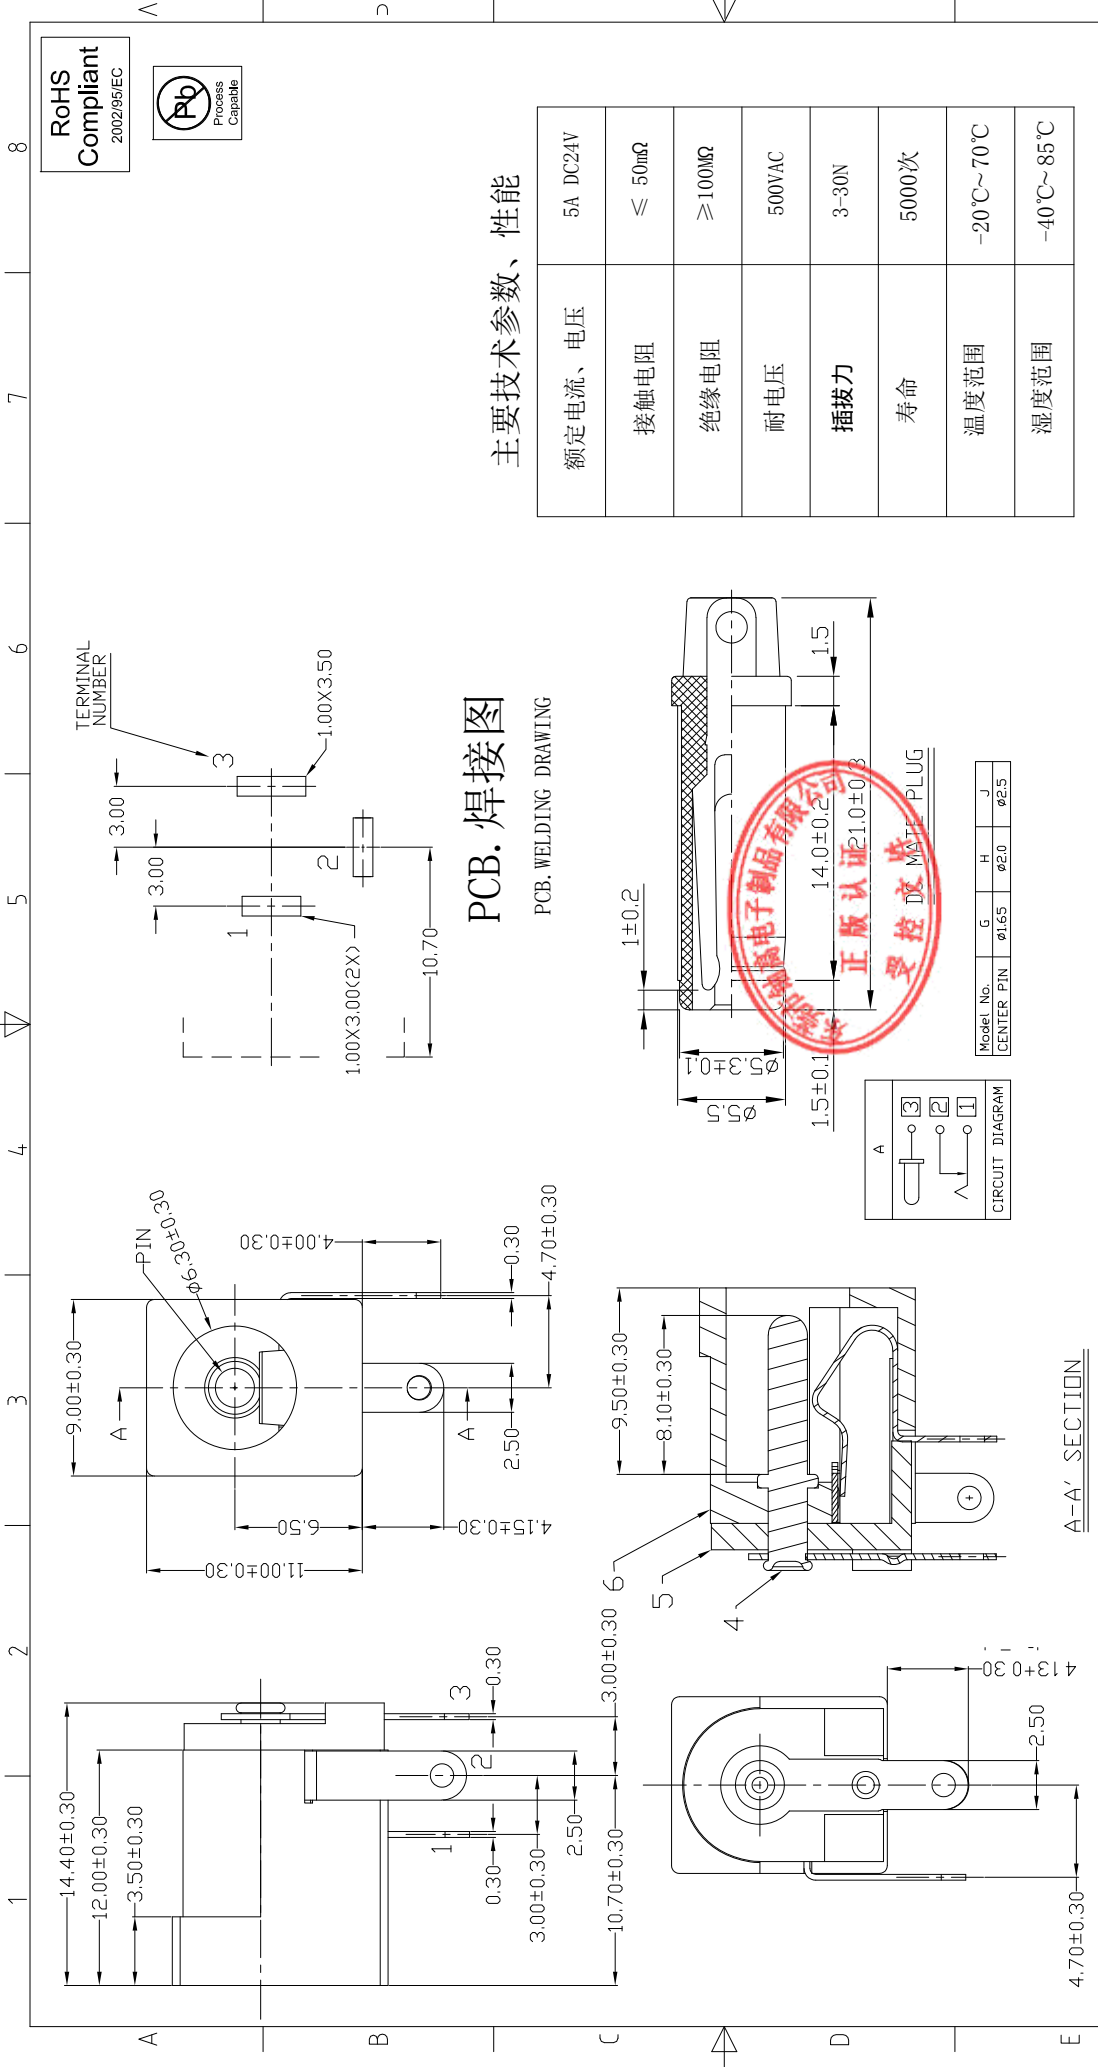 RoHS
Compliant
2002/95/EC
Pb
Process
Capable
1
2
3
4
5
6
7
8
A
B
C
D
E
A
14.40±0.30
12.00±0.30
3.50±0.30
3
2
1
0.30
0.30
3.00±0.30
2.50
3.00±0.30
10.70±0.30
9.00±0.30
PIN
ø6.30±0.30
A
A
11.00±0.30
6.50
4.15±0.30
4.00±0.30
2.50
0.30
4.70±0.30
TERMINAL
NUMBER
3.00
3.00
3
2
1
1.00X3.50
1.00X3.00(2X)
10.70
PCB. 焊接图
PCB. WELDING DRAWING
主要技术参数、性能
额定电流、电压 5A DC24V
接触电阻 ≤ 50mΩ
绝缘电阻 ≥100MΩ
耐电压 500VAC
插拔力 3-30N
寿命 5000次
温度范围 -20℃~70℃
湿度范围 -40℃~85℃
4.13+0.30
2.50
4.70±0.30
9.50±0.30
8.10±0.30
6
5
4
A-A' SECTION
1±0.2
ø5.3±0.1
ø5.5
1.5±0.1
14.0±0.2
1.5
21.0±0.3
DC MATE PLUG
A
3
2
1
CIRCUIT DIAGRAM
Model No. G H J
CENTER PIN ø1.65 ø2.0 ø2.5
电子制品有限公司
正版认证
受控文件